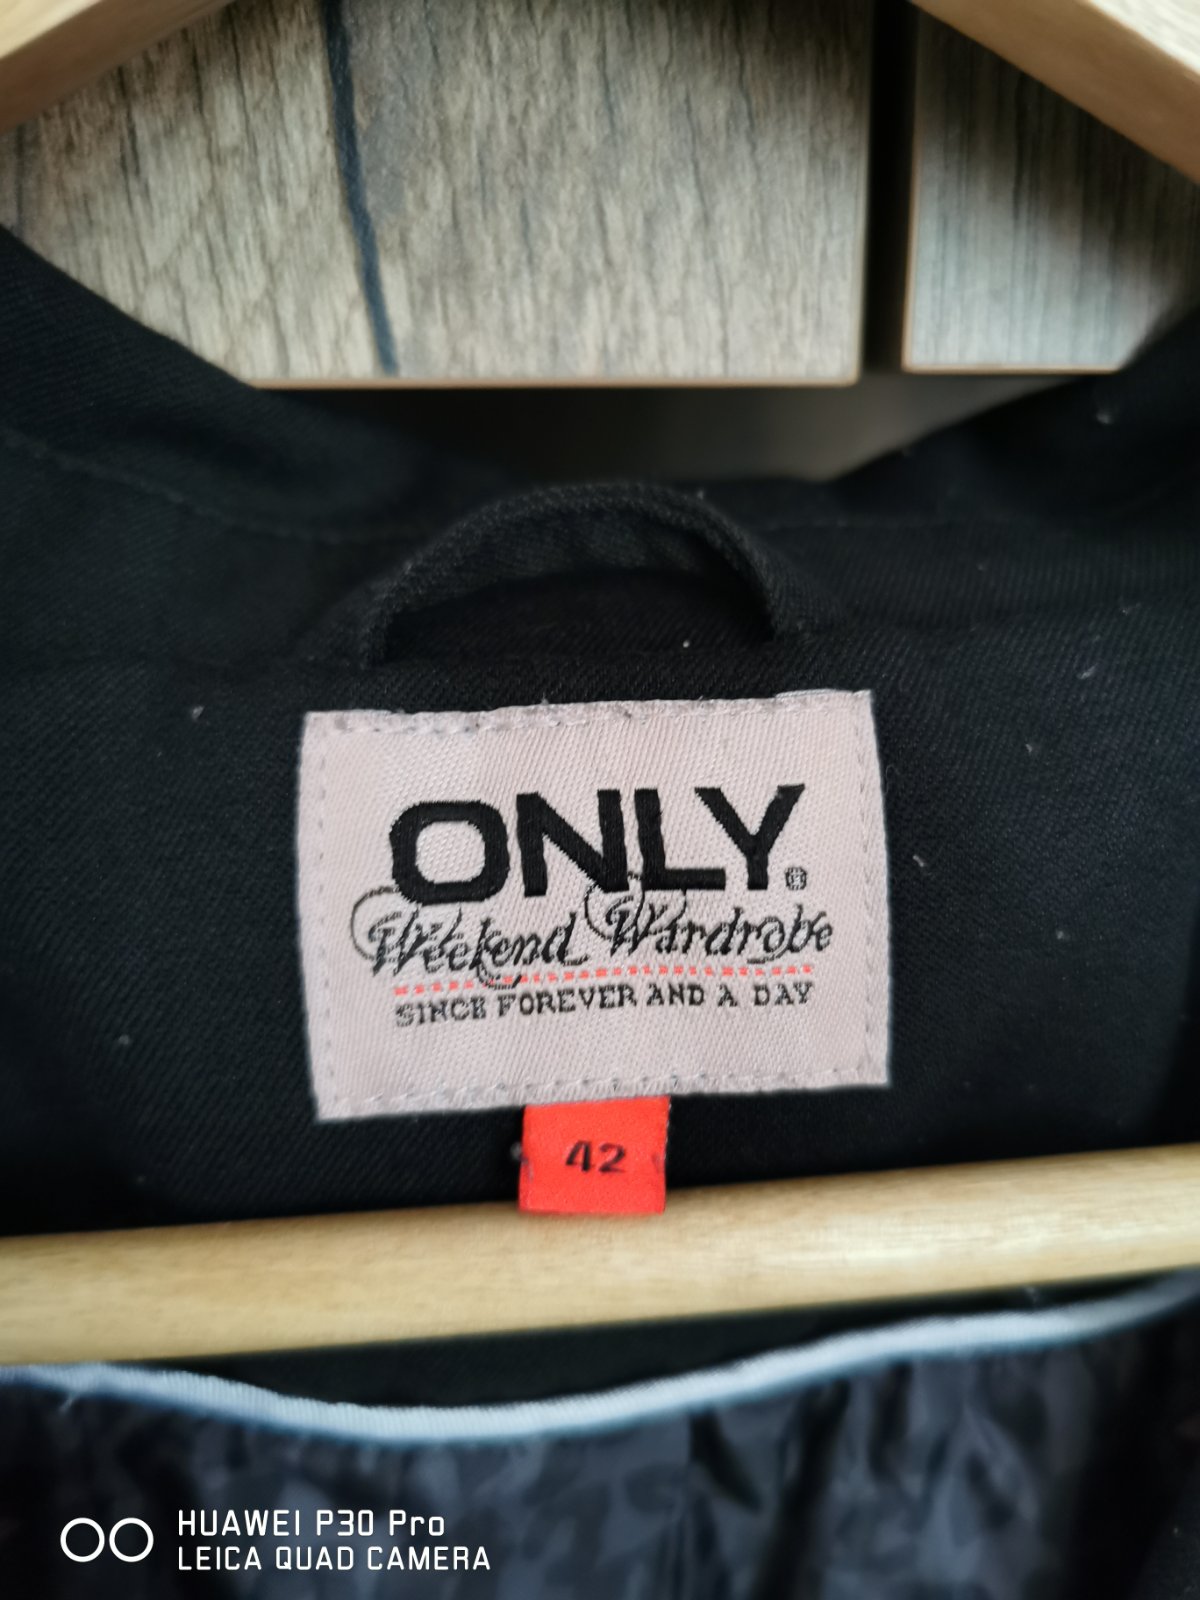 ONLY
Weekend Wardrobe
SINCE FOREVER AND A DAY
42
HUAWEI P30 Pro
LEICA QUAD CAMERA